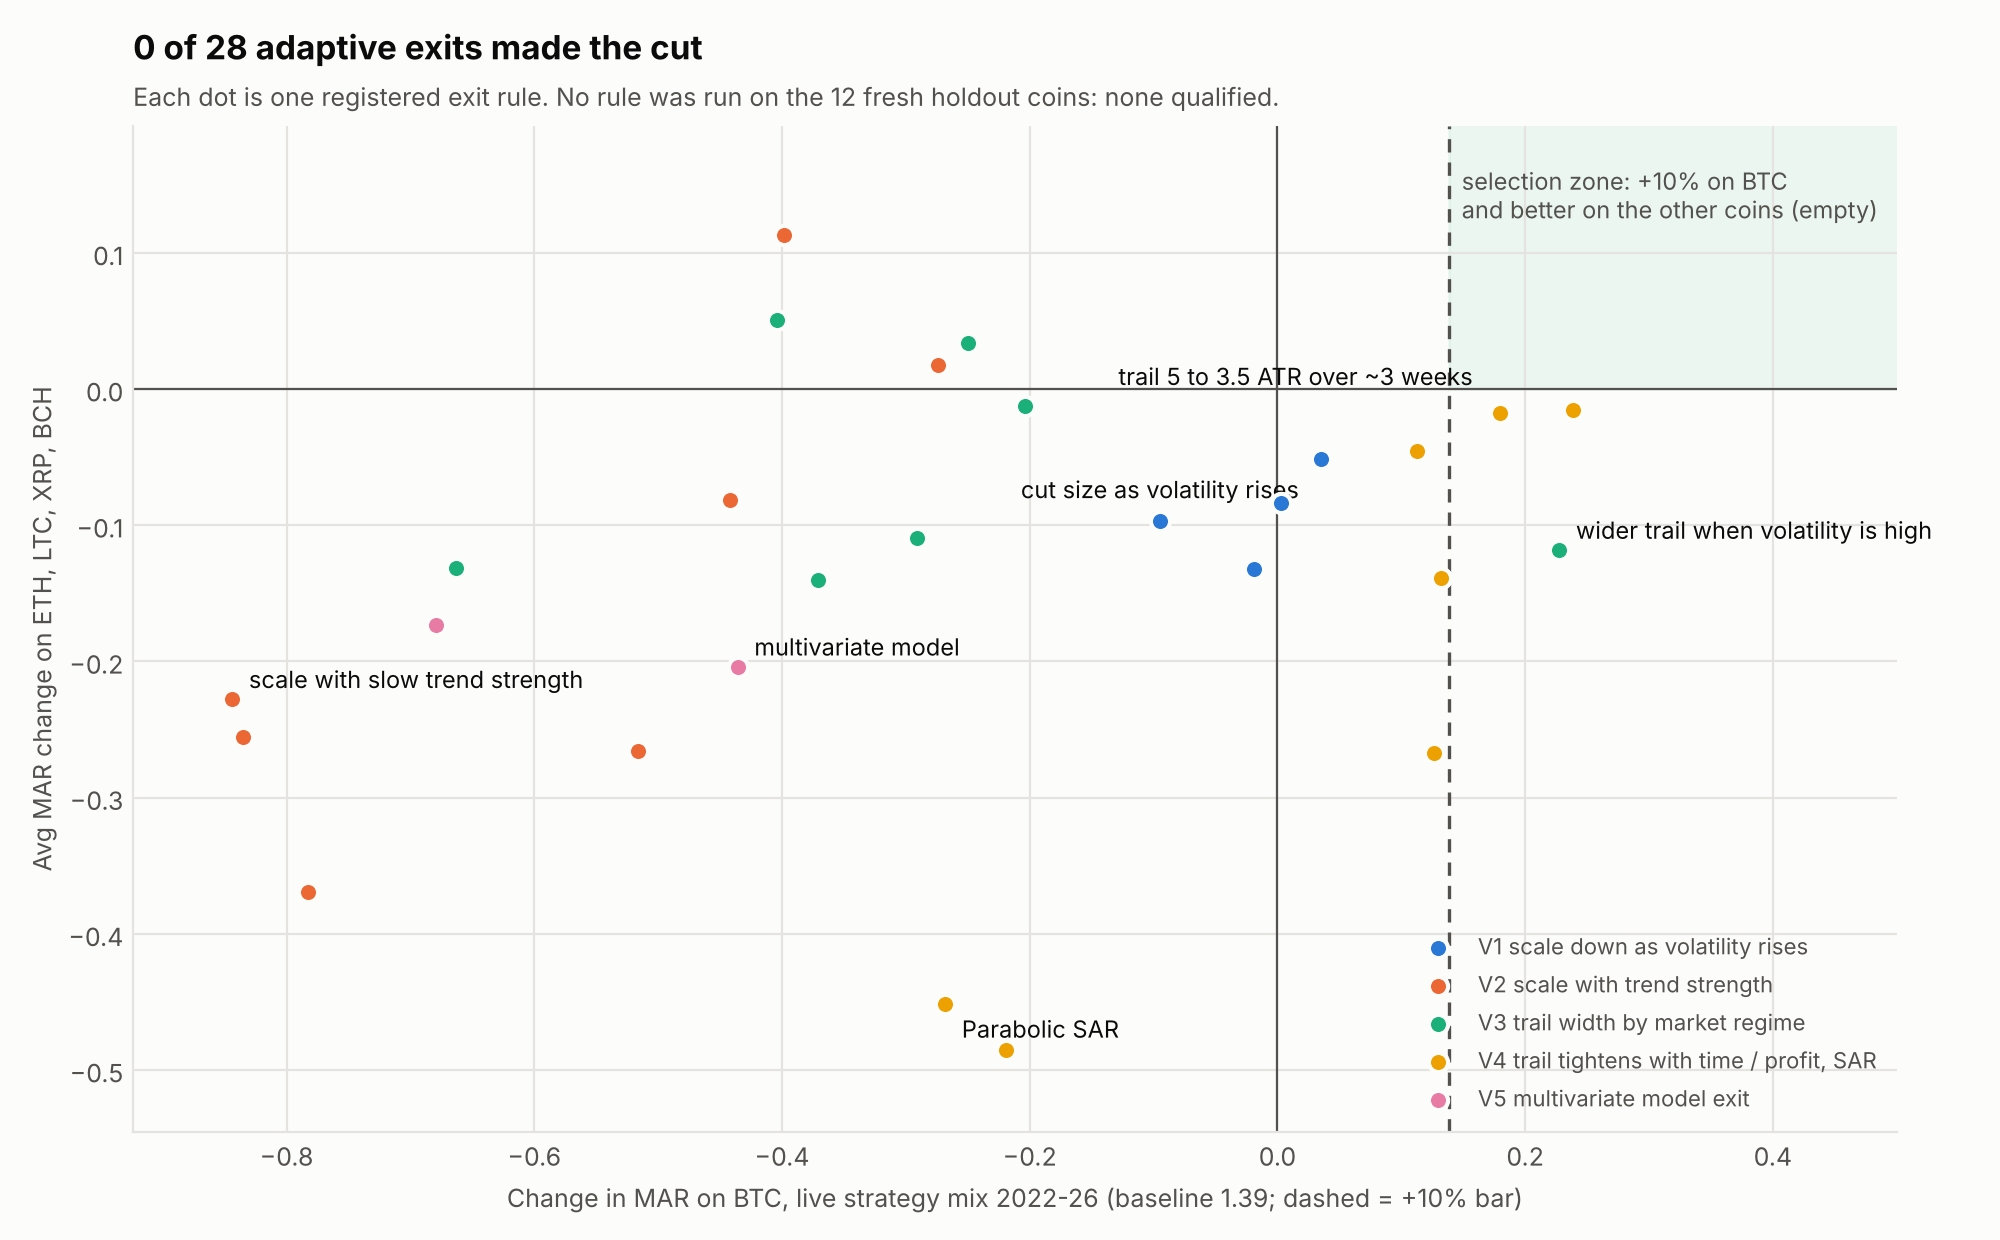 0 of 28 adaptive exits made the cut
Each dot is one registered exit rule. No rule was run on the 12 fresh holdout coins: none qualified.
selection zone: +10% on BTC
and better on the other coins (empty)
trail 5 to 3.5 ATR over ~3 weeks
cut size as volatility rises
wider trail when volatility is high
multivariate model
scale with slow trend strength
Parabolic SAR
V1 scale down as volatility rises
V2 scale with trend strength
V3 trail width by market regime
V4 trail tightens with time / profit, SAR
V5 multivariate model exit
Avg MAR change on ETH, LTC, XRP, BCH
0.1
0.0
−0.1
−0.2
−0.3
−0.4
−0.5
−0.8 −0.6 −0.4 −0.2 0.0 0.2 0.4
Change in MAR on BTC, live strategy mix 2022-26 (baseline 1.39; dashed = +10% bar)